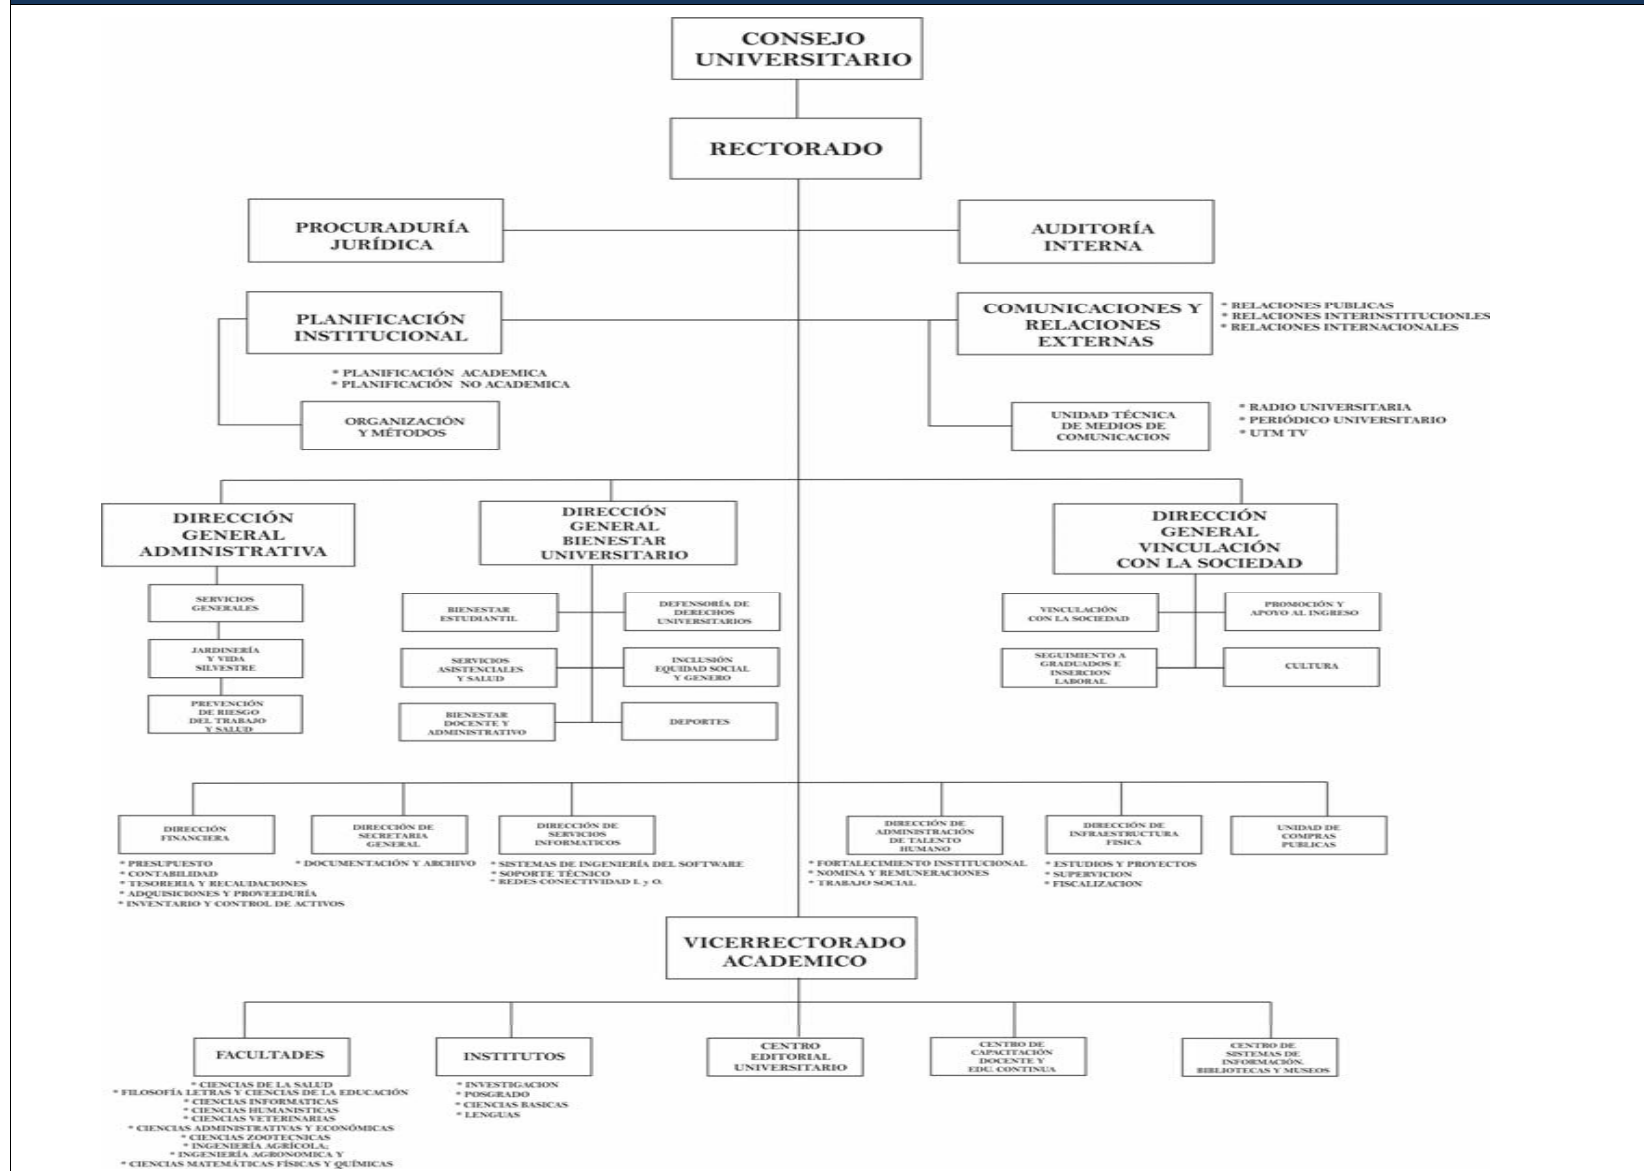 CONSEJO
UNIVERSITARIO
RECTORADO
PROCURADURÍA
JURÍDICA
AUDITORÍA
INTERNA
PLANIFICACIÓN
INSTITUCIONAL
* PLANIFICACIÓN ACADEMICA
* PLANIFICACIÓN NO ACADEMICA
ORGANIZACIÓN
Y MÉTODOS
COMUNICACIONES Y
RELACIONES
EXTERNAS
* RELACIONES PUBLICAS
* RELACIONES INTERINSTITUCIONLES
* RELACIONES INTERNACIONALES
UNIDAD TÉCNICA
DE MEDIOS DE
COMUNICACION
* RADIO UNIVERSITARIA
* PERIÓDICO UNIVERSITARIO
* UTM TV
DIRECCIÓN
GENERAL
ADMINISTRATIVA
SERVICIOS
GENERALES
JARDINERÍA
Y VIDA
SILVESTRE
PREVENCIÓN
DE RIESGO
DEL TRABAJO
Y SALUD
DIRECCIÓN
GENERAL
BIENESTAR
UNIVERSITARIO
BIENESTAR
ESTUDIANTIL
DEFENSORÍA DE
DERECHOS
UNIVERSITARIOS
SERVICIOS
ASISTENCIALES
Y SALUD
INCLUSIÓN
EQUIDAD SOCIAL
Y GENERO
BIENESTAR
DOCENTE Y
ADMINISTRATIVO
DEPORTES
DIRECCIÓN
GENERAL
VINCULACIÓN
CON LA SOCIEDAD
VINCULACIÓN
CON LA SOCIEDAD
PROMOCIÓN Y
APOYO AL INGRESO
SEGUIMIENTO A
GRADUADOS E
INSERCION
LABORAL
CULTURA
DIRECCIÓN
FINANCIERA
* PRESUPUESTO
* CONTABILIDAD
* TESORERIA Y RECAUDACIONES
* ADQUISICIONES Y PROVEEDURÍA
* INVENTARIO Y CONTROL DE ACTIVOS
DIRECCIÓN DE
SECRETARIA
GENERAL
* DOCUMENTACIÓN Y ARCHIVO
DIRECCIÓN DE
SERVICIOS
INFORMATICOS
* SISTEMAS DE INGENIERÍA DEL SOFTWARE
* SOPORTE TÉCNICO
* REDES CONECTIVIDAD I. y O.
DIRECCIÓN DE
ADMINISTRACIÓN
DE TALENTO
HUMANO
* FORTALECIMIENTO INSTITUCIONAL
* NOMINA Y REMUNERACIONES
* TRABAJO SOCIAL
DIRECCIÓN DE
INFRAESTRUCTURA
FISICA
* ESTUDIOS Y PROYECTOS
* SUPERVICION
* FISCALIZACION
UNIDAD DE
COMPRAS
PUBLICAS
VICERRECTORADO
ACADEMICO
FACULTADES
* CIENCIAS DE LA SALUD
* FILOSOFÍA LETRAS Y CIENCIAS DE LA EDUCACIÓN
* CIENCIAS INFORMATICAS
* CIENCIAS HUMANISTICAS
* CIENCIAS VETERINARIAS
* CIENCIAS ADMINISTRATIVAS Y ECONÓMICAS
* CIENCIAS ZOOTECNICAS
* INGENIERÍA AGRÍCOLA;
* INGENIERÍA AGRONOMICA Y
* CIENCIAS MATEMÁTICAS FÍSICAS Y QUÍMICAS
INSTITUTOS
* INVESTIGACION
* POSGRADO
* CIENCIAS BASICAS
* LENGUAS
CENTRO
EDITORIAL
UNIVERSITARIO
CENTRO DE
CAPACITACIÓN
DOCENTE Y
EDU. CONTINUA
CENTRO DE
SISTEMAS DE
INFORMACIÓN.
BIBLIOTECAS Y MUSEOS